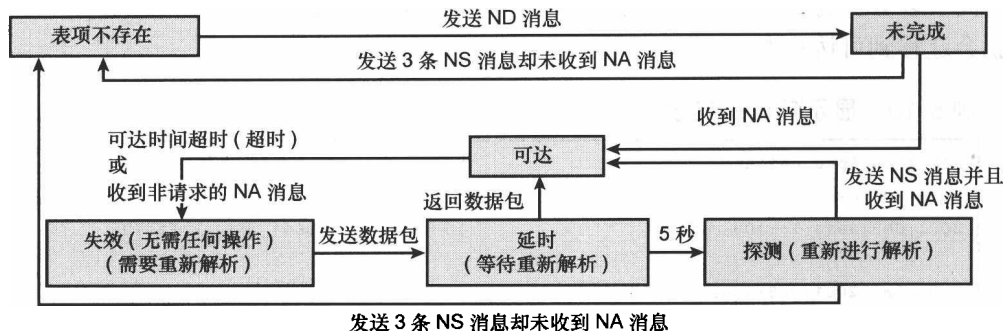 发送 ND 消息
表项不存在
未完成
发送 3 条 NS 消息却未收到 NA 消息
收到 NA 消息
可达时间超时（超时）
或
收到非请求的 NA 消息
可达
发送 NS 消息并且
收到 NA 消息
返回数据包
失效（无需任何操作）
（需要重新解析）
发送数据包
延时
（等待重新解析）
5 秒
探测（重新进行解析）
发送 3 条 NS 消息却未收到 NA 消息